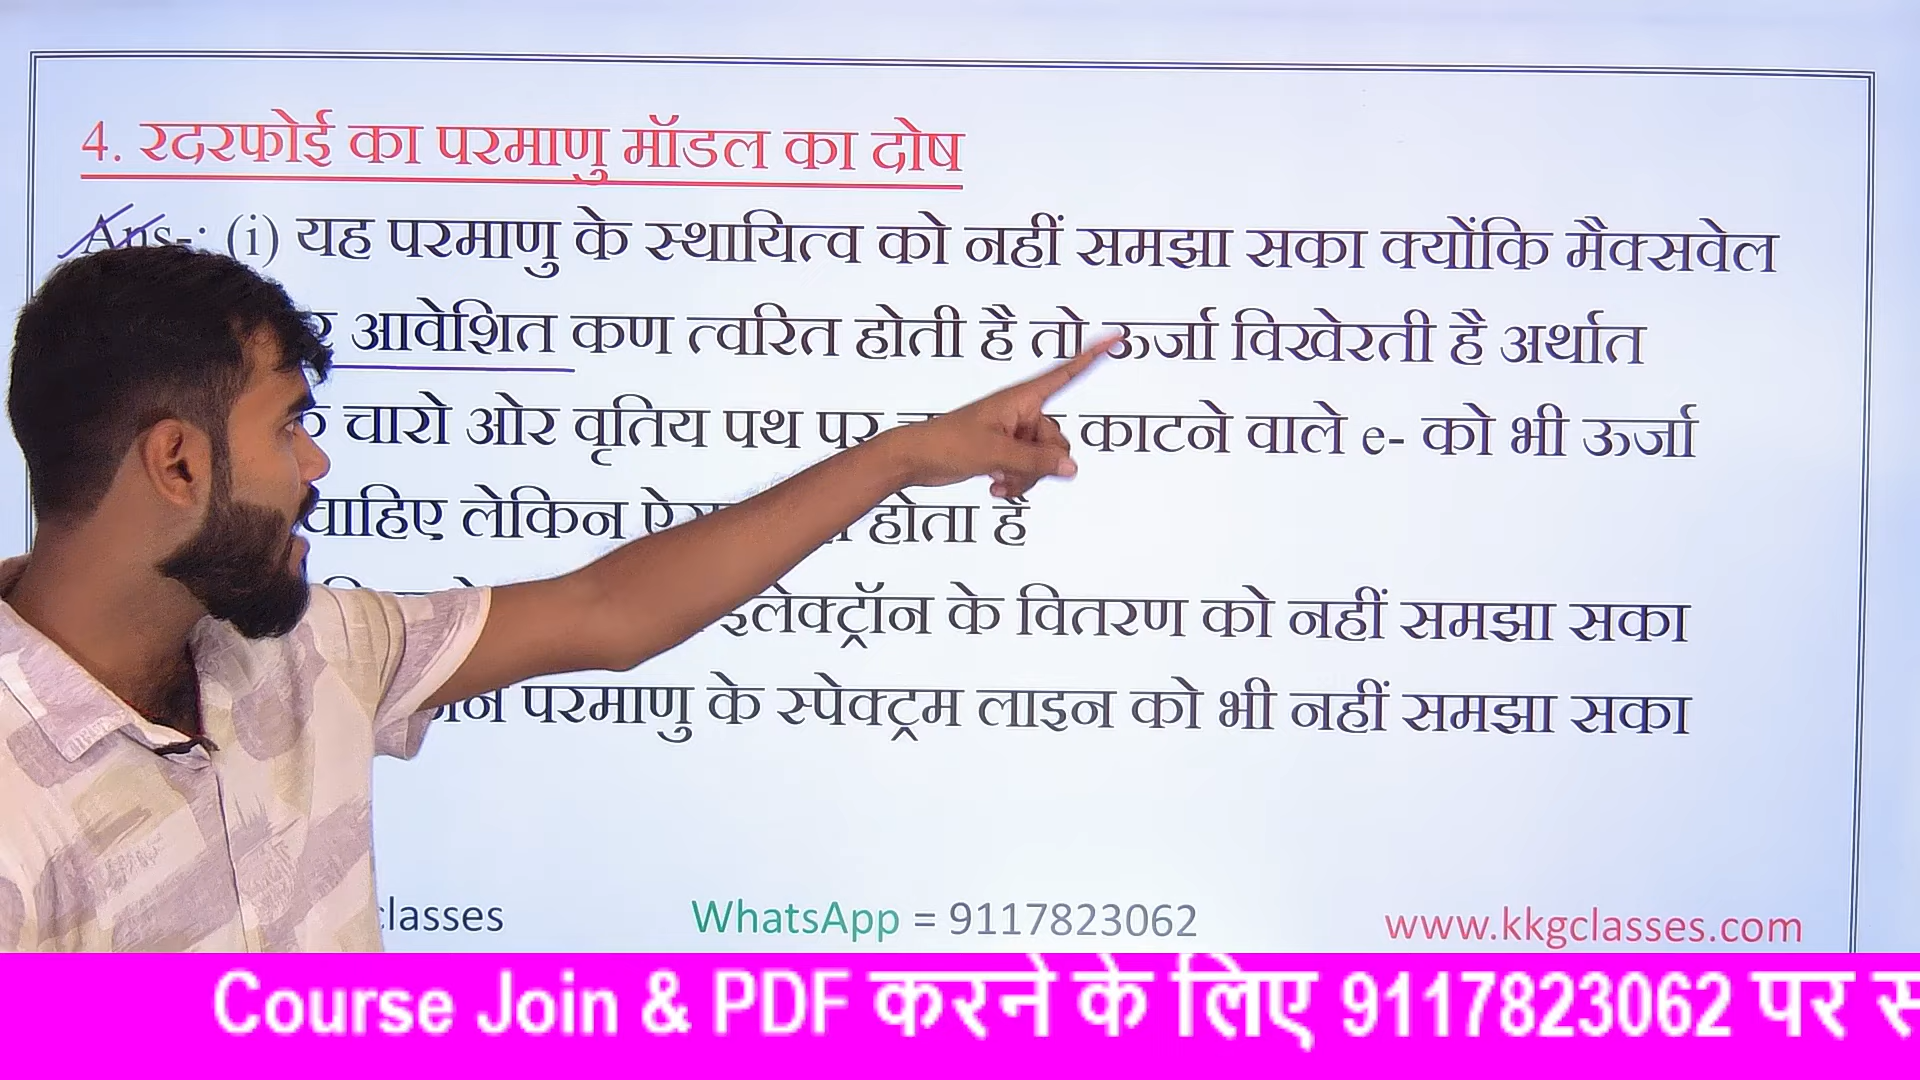 4. रदरफोर्ड का परमाणु मॉडल का दोष
Ans-: (i) यह परमाणु के स्थायित्व को नहीं समझा सका क्योंकि मैक्सवेल
आवेशित कण त्वरित होती है तो ऊर्जा विखेरती है अर्थात
चारो ओर वृतिय पथ पर काटने वाले e- को भी ऊर्जा
चाहिए लेकिन होता है
इलेक्ट्रॉन के वितरण को नहीं समझा सका
परमाणु के स्पेक्ट्रम लाइन को भी नहीं समझा सका
classes WhatsApp = 9117823062 www.kkgclasses.com
Course Join & PDF करने के लिए 9117823062 पर